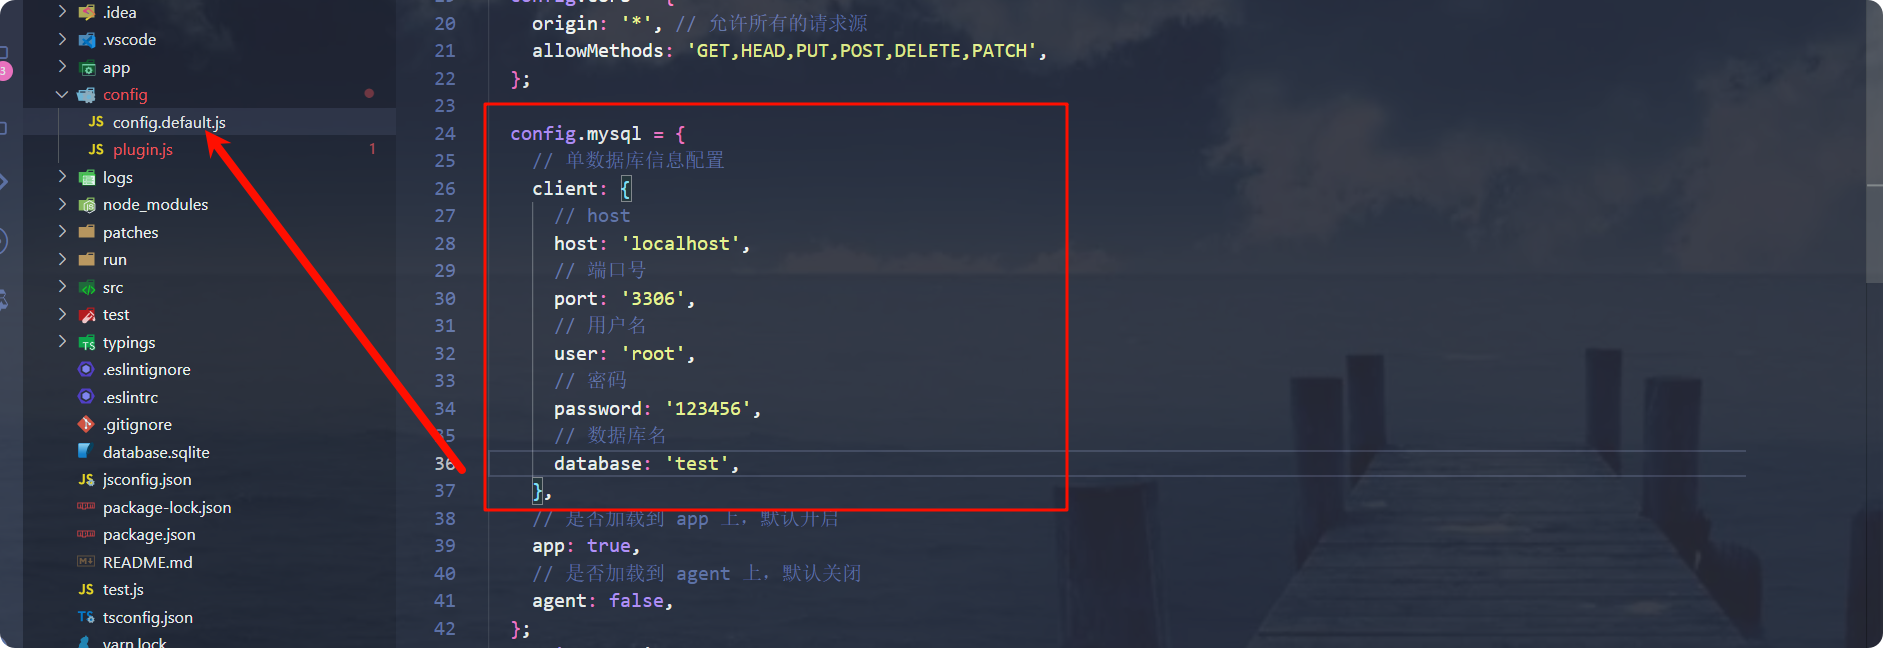 .idea
.vscode
app
config
config.default.js
plugin.js 1
logs
node_modules
patches
run
src
test
typings
.eslintignore
.eslintrc
.gitignore
database.sqlite
jsconfig.json
package-lock.json
package.json
README.md
test.js
tsconfig.json
yarn.lock
3
20 origin: '*', // 允许所有的请求源
21 allowMethods: 'GET,HEAD,PUT,POST,DELETE,PATCH',
22 };
23
24 config.mysql = {
25 // 单数据库信息配置
26 client: {
27 // host
28 host: 'localhost',
29 // 端口号
30 port: '3306',
31 // 用户名
32 user: 'root',
33 // 密码
34 password: '123456',
35 // 数据库名
36 database: 'test',
37 },
38 // 是否加载到 app 上，默认开启
39 app: true,
40 // 是否加载到 agent 上，默认关闭
41 agent: false,
42 };